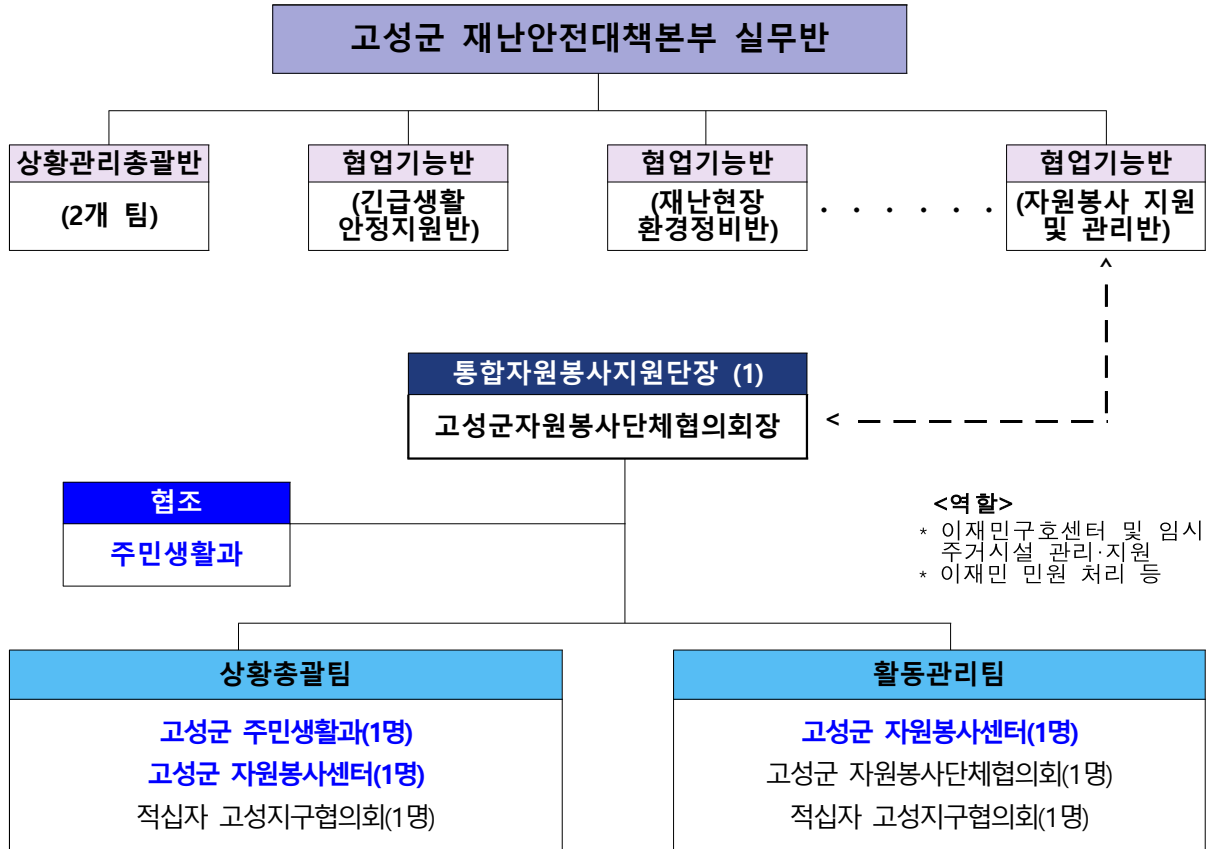 고성군 재난안전대책본부 실무반
상황관리총괄반
(2개 팀)
협업기능반
(긴급생활
안정지원반)
협업기능반
(재난현장
환경정비반)
· · · · · ·
협업기능반
(자원봉사 지원
및 관리반)
통합자원봉사지원단장 (1)
고성군자원봉사단체협의회장
협조
주민생활과
<역할>
* 이재민구호센터 및 임시
주거시설 관리·지원
* 이재민 민원 처리 등
상황총괄팀
고성군 주민생활과(1명)
고성군 자원봉사센터(1명)
적십자 고성지구협의회(1명)
활동관리팀
고성군 자원봉사센터(1명)
고성군 자원봉사단체협의회(1명)
적십자 고성지구협의회(1명)